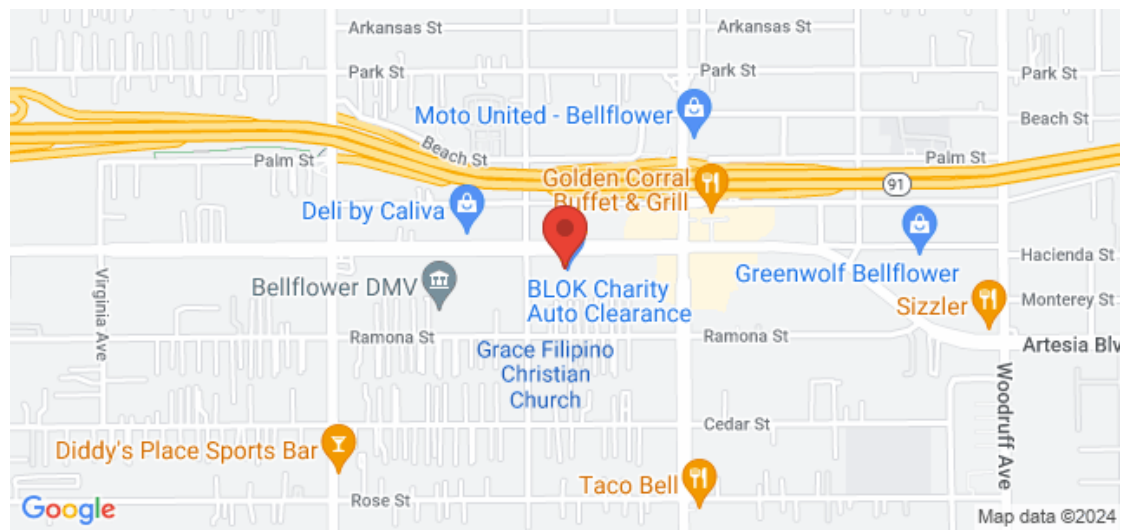 Arkansas St
Arkansas St
Park St
Park St
Park St
Moto United - Bellflower
Beach St
Beach St
Palm St
Palm St
Golden Corral
Buffet & Grill
91
Deli by Caliva
Hacienda St
Bellflower DMV
BLOK Charity
Auto Clearance
Greenwolf Bellflower
Virginia Ave
Sizzler
Monterey St
Ramona St
Ramona St
Artesia Blv
Grace Filipino
Christian
Church
Woodruff Ave
Cedar St
Diddy's Place Sports Bar
Taco Bell
Rose St
Google
Map data ©2024